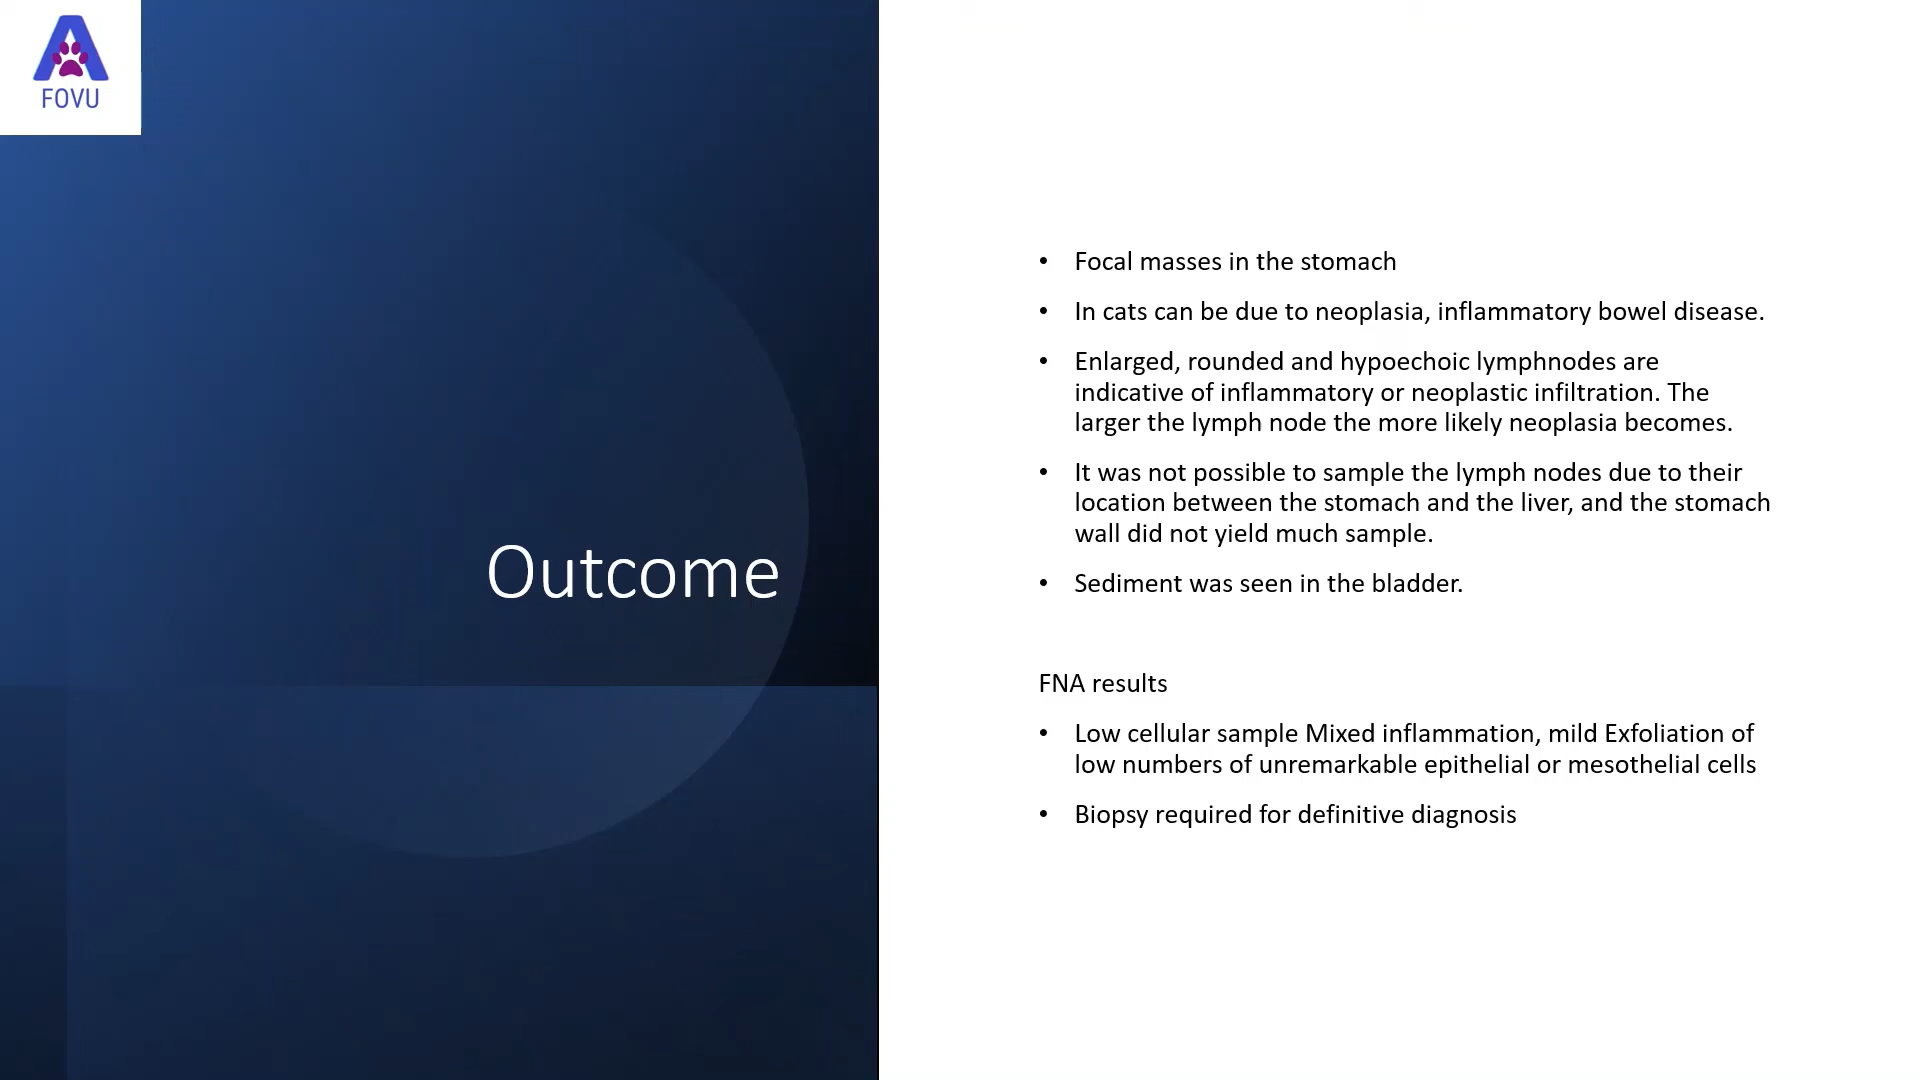 A
FOVU
Outcome
• Focal masses in the stomach
• In cats can be due to neoplasia, inflammatory bowel disease.
• Enlarged, rounded and hypoechoic lymphnodes are
indicative of inflammatory or neoplastic infiltration. The
larger the lymph node the more likely neoplasia becomes.
• It was not possible to sample the lymph nodes due to their
location between the stomach and the liver, and the stomach
wall did not yield much sample.
• Sediment was seen in the bladder.
FNA results
• Low cellular sample Mixed inflammation, mild Exfoliation of
low numbers of unremarkable epithelial or mesothelial cells
• Biopsy required for definitive diagnosis